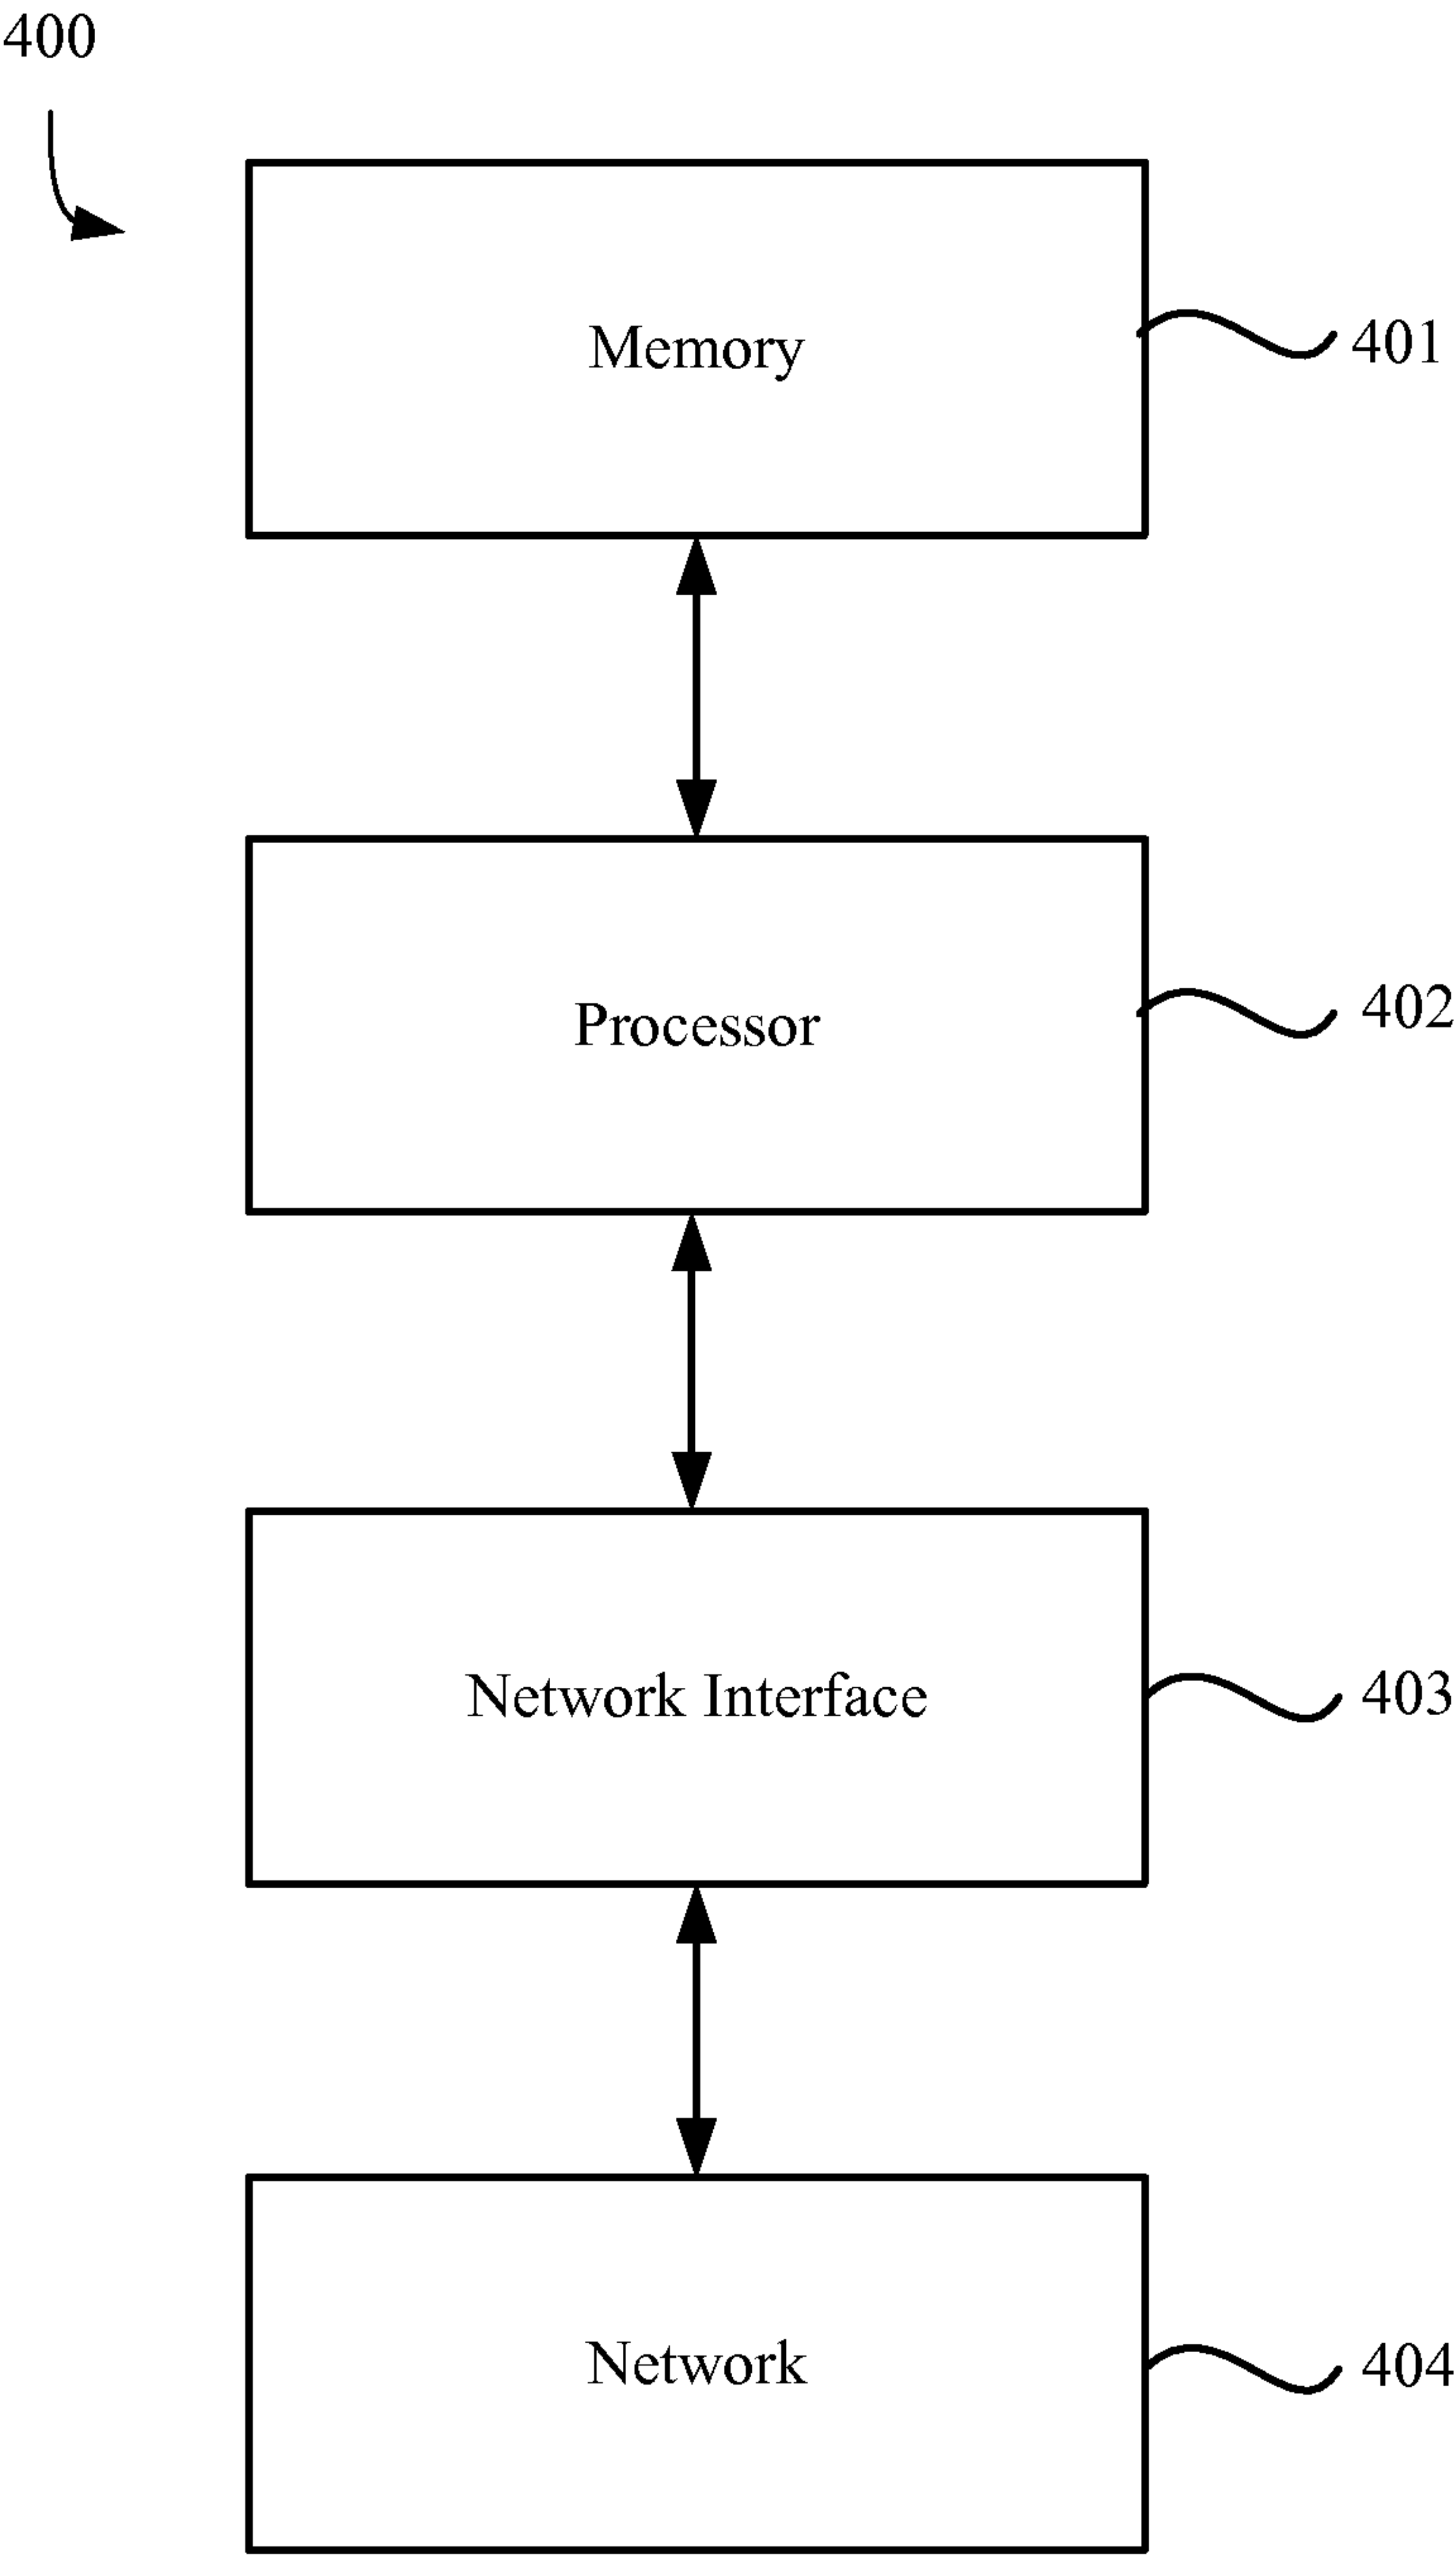 400
Memory
401
Processor
402
Network Interface
403
Network
404